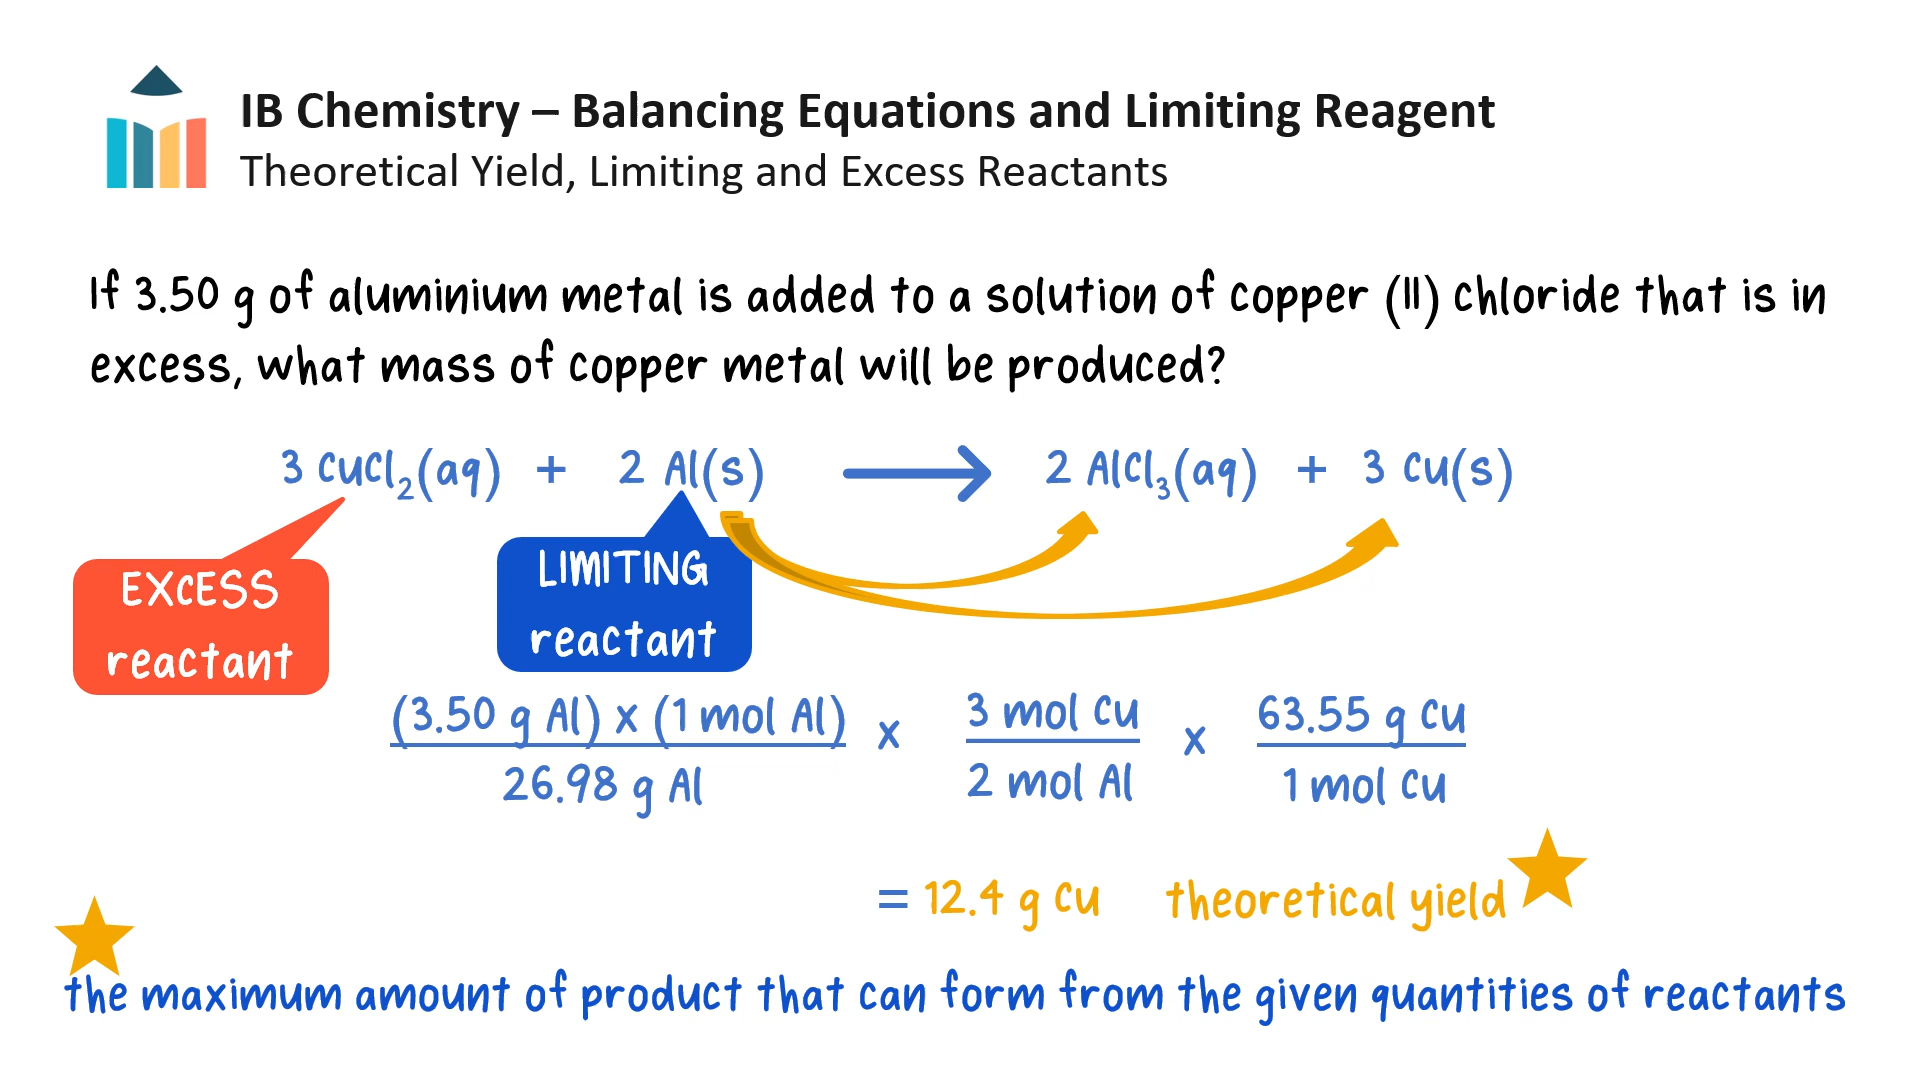 IB Chemistry – Balancing Equations and Limiting Reagent
Theoretical Yield, Limiting and Excess Reactants
If 3.50 g of aluminium metal is added to a solution of copper (II) chloride that is in
excess, what mass of copper metal will be produced?
3 CuCl₂(aq) + 2 Al(s) ⟶ 2 AlCl₃(aq) + 3 Cu(s)
EXCESS
reactant
LIMITING
reactant
(3.50 g Al) x (1 mol Al) x 3 mol Cu x 63.55 g Cu
26.98 g Al 2 mol Al 1 mol Cu
= 12.4 g Cu theoretical yield
the maximum amount of product that can form from the given quantities of reactants